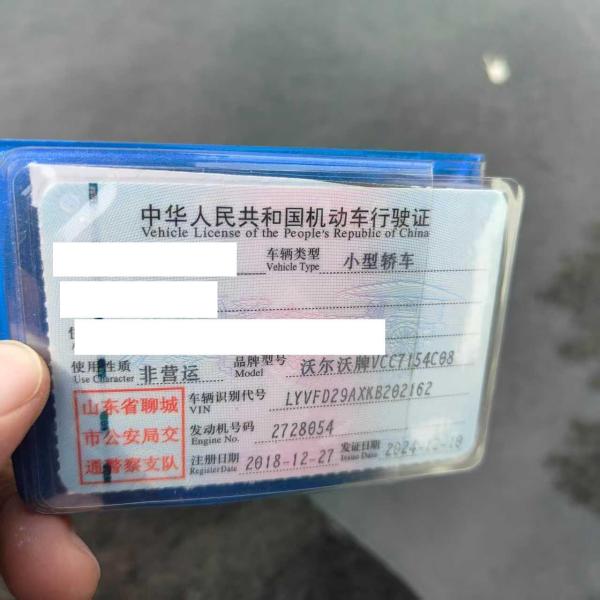 中华人民共和国机动车行驶证
Vehicle License of the People's Republic of China
车辆类型 小型轿车
Vehicle Type
使用性质 非营运 品牌型号 沃尔沃牌VCC7154C08
Use Character Model
山东省聊城
市公安局交
通警察支队
车辆识别代号 LYVFD29AXKB202162
VIN
发动机号码 2728054
Engine No.
注册日期 2018-12-27 发证日期
Register Date Issue Date